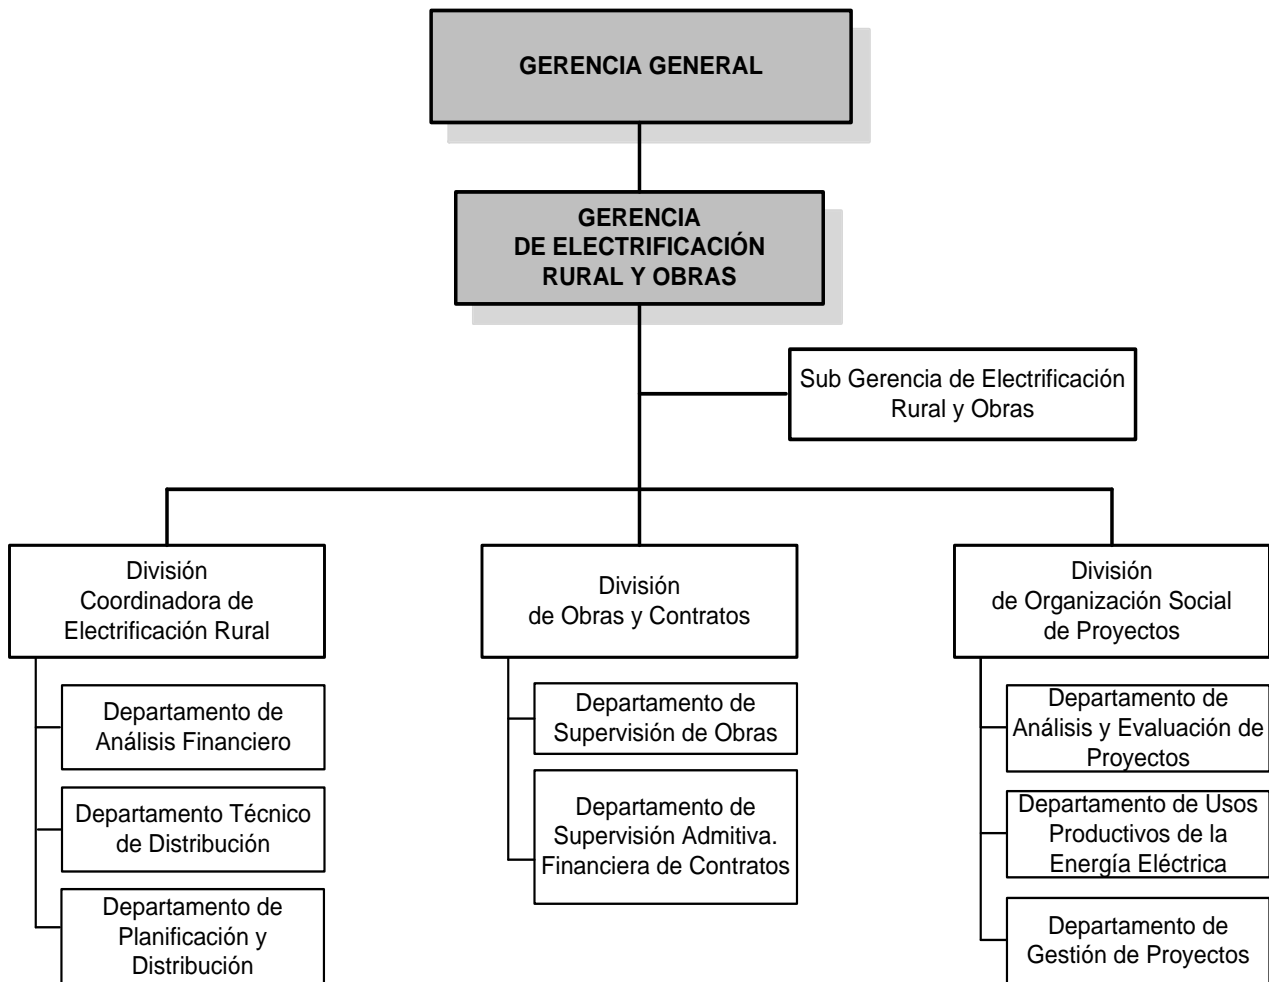 GERENCIA GENERAL
GERENCIA
DE ELECTRIFICACIÓN
RURAL Y OBRAS
Sub Gerencia de Electrificación
Rural y Obras
División
Coordinadora de
Electrificación Rural
Departamento de
Análisis Financiero
Departamento Técnico
de Distribución
Departamento de
Planificación y
Distribución
División
de Obras y Contratos
Departamento de
Supervisión de Obras
Departamento de
Supervisión Admitiva.
Financiera de Contratos
División
de Organización Social
de Proyectos
Departamento de
Análisis y Evaluación de
Proyectos
Departamento de Usos
Productivos de la
Energía Eléctrica
Departamento de
Gestión de Proyectos